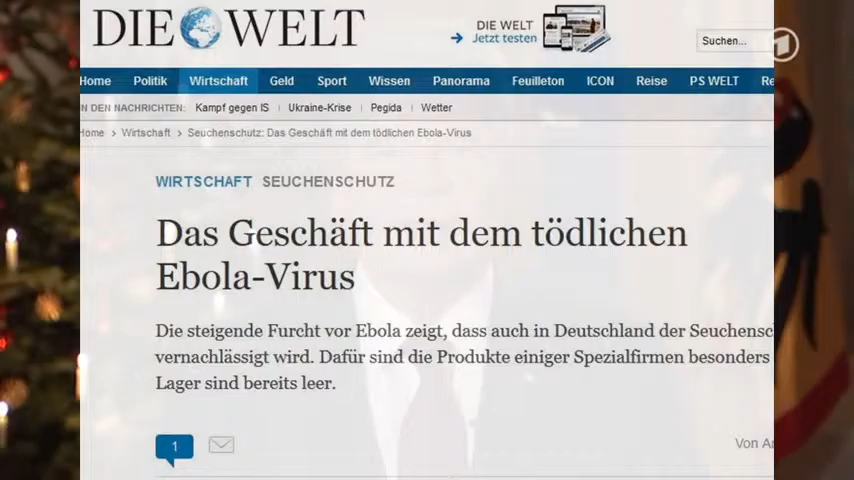 DIE WELT
DIE WELT
Jetzt testen
Suchen...
1
Home Politik Wirtschaft Geld Sport Wissen Panorama Feuilleton ICON Reise PS WELT Re
IN DEN NACHRICHTEN: Kampf gegen IS Ukraine-Krise Pegida Wetter
Home > Wirtschaft > Seuchenschutz: Das Geschäft mit dem tödlichen Ebola-Virus
WIRTSCHAFT SEUCHENSCHUTZ
Das Geschäft mit dem tödlichen
Ebola-Virus
Die steigende Furcht vor Ebola zeigt, dass auch in Deutschland der Seuchensc
vernachlässigt wird. Dafür sind die Produkte einiger Spezialfirmen besonders
Lager sind bereits leer.
1
Von